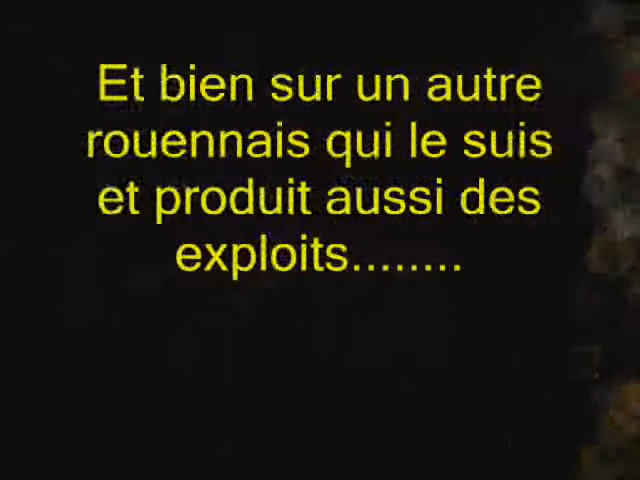 Et bien sur un autre
rouennais qui le suis
et produit aussi des
exploits........